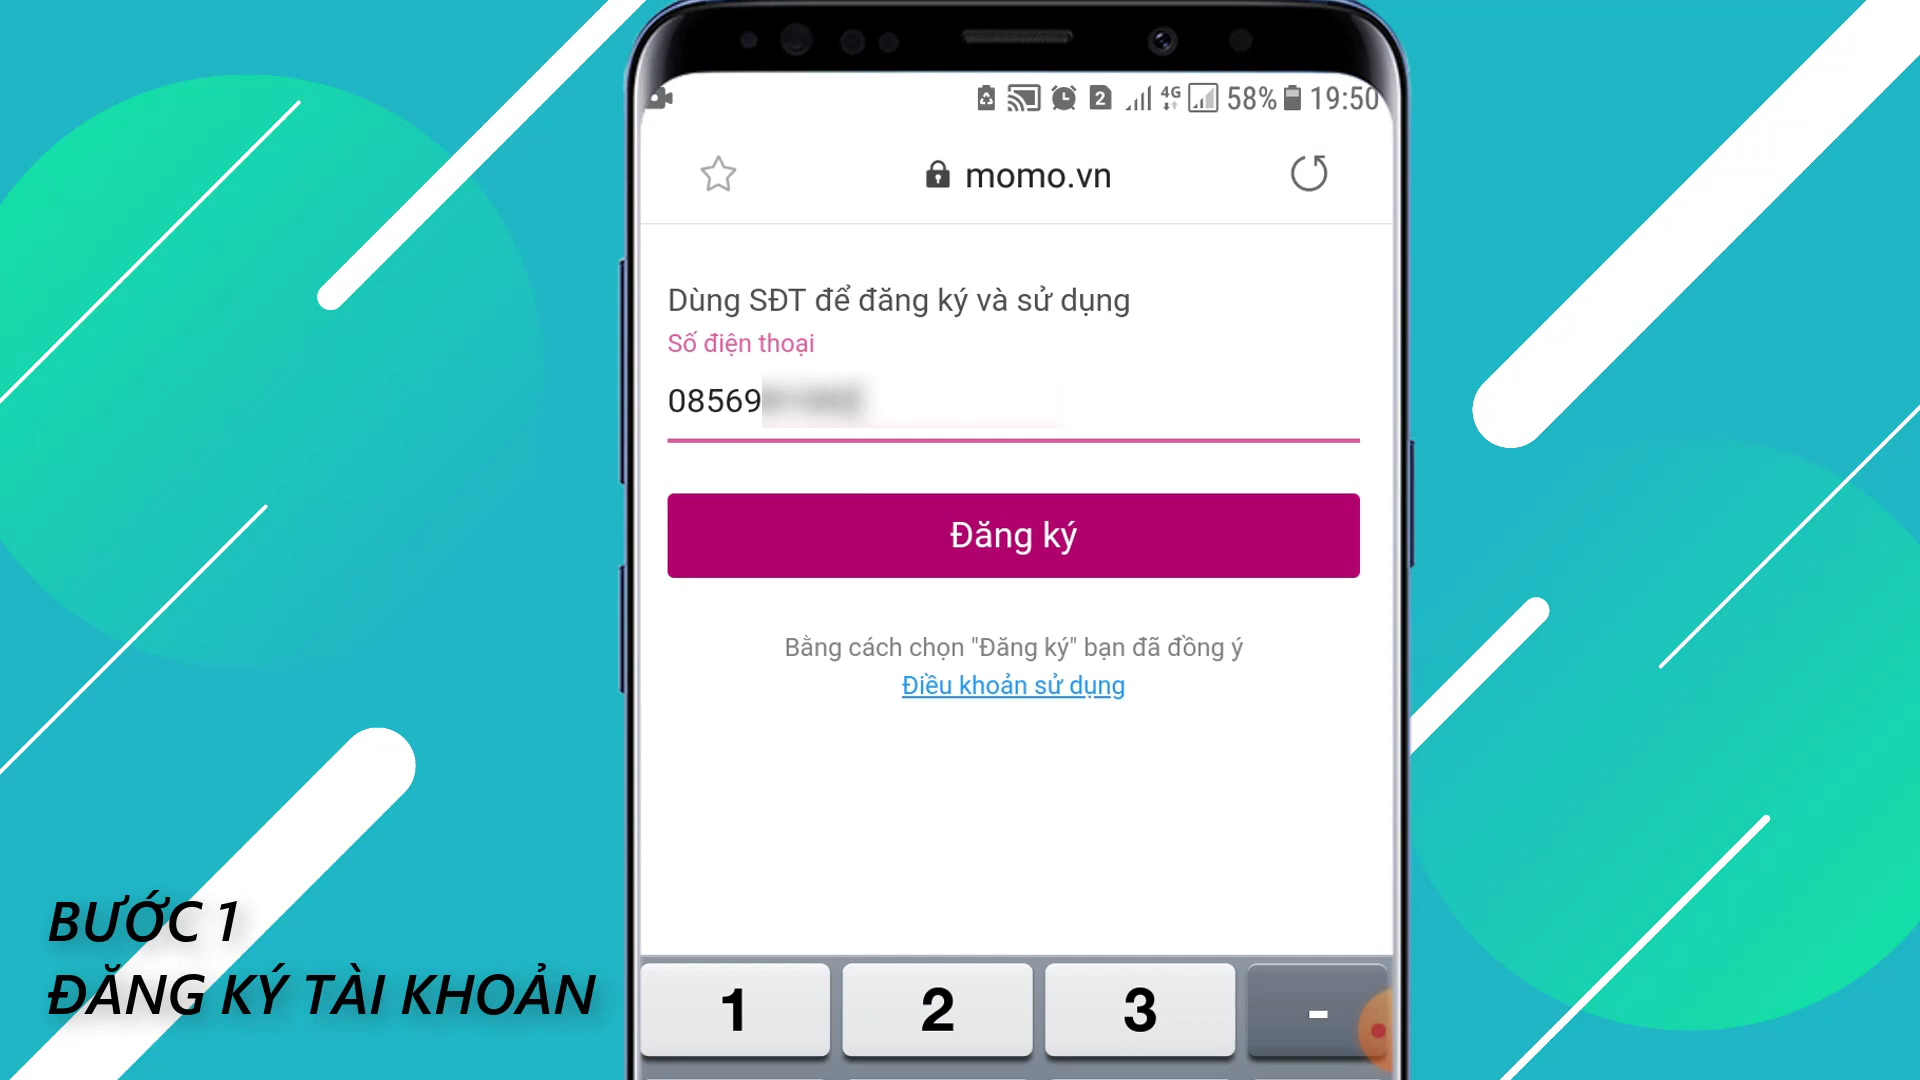 2 4G 58% 19:50
momo.vn
Dùng SĐT để đăng ký và sử dụng
Số điện thoại
08569
Đăng ký
Bằng cách chọn "Đăng ký" bạn đã đồng ý
Điều khoản sử dụng
BƯỚC 1
ĐĂNG KÝ TÀI KHOẢN
1 2 3 -